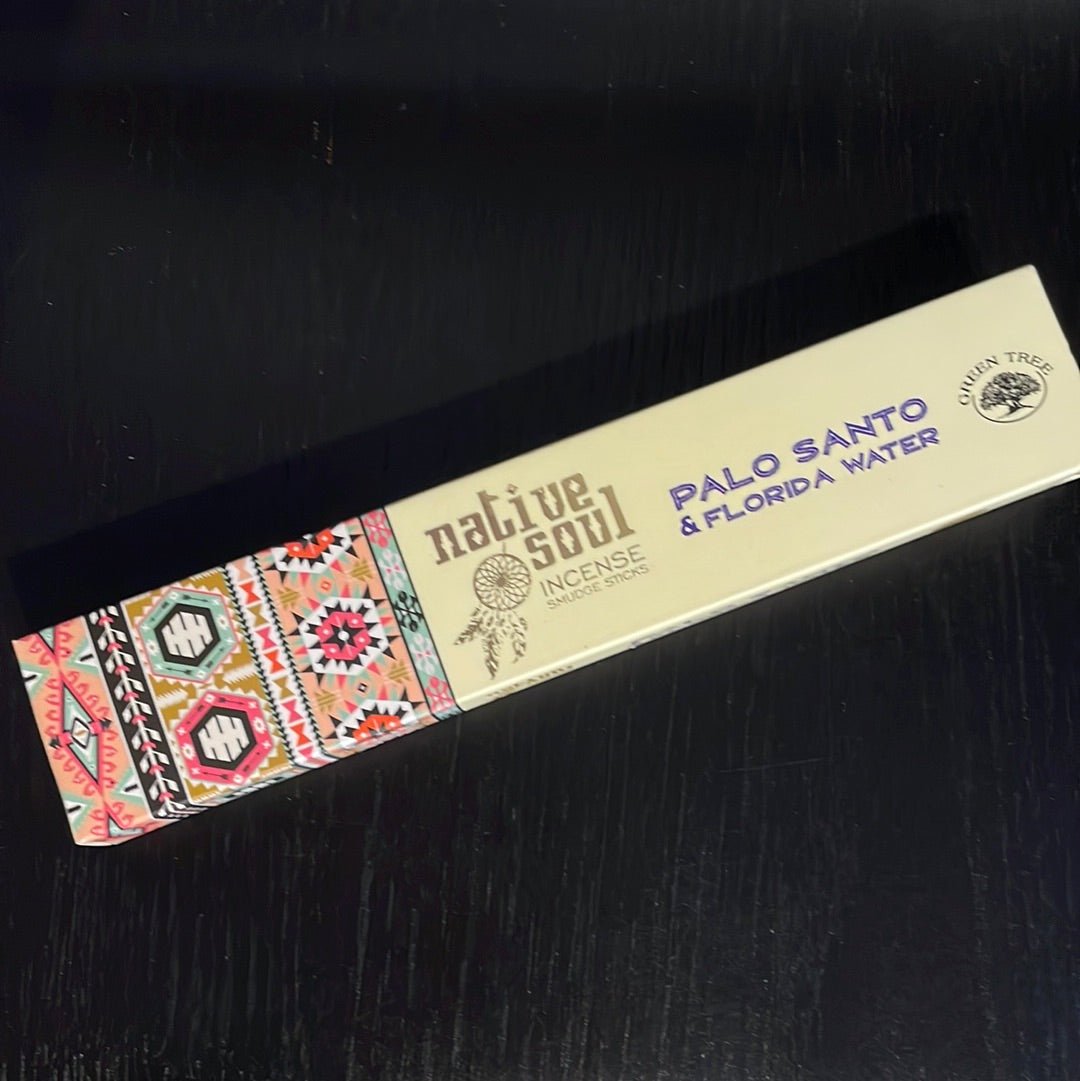 native
soul
INCENSE
SMUDGE STICKS
PALO SANTO
& FLORIDA WATER
GREEN TREE